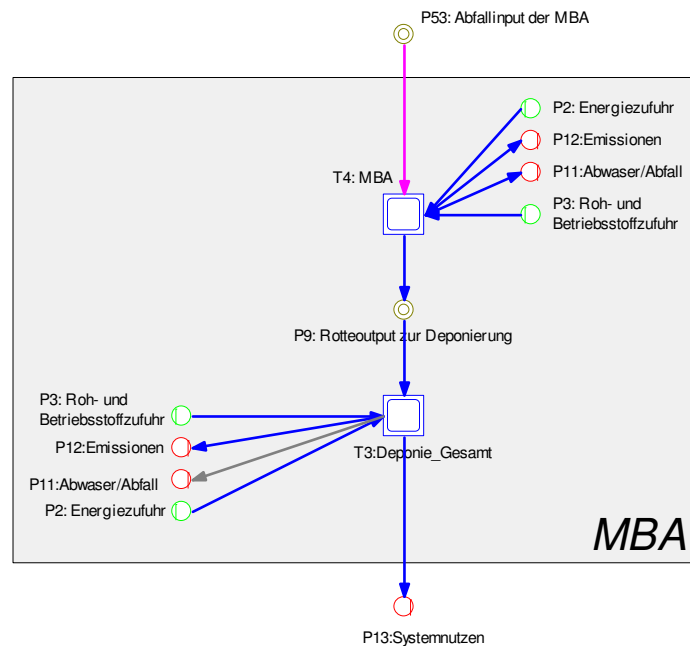 P53: Abfallinput der MBA
P2: Energiezufuhr
P12:Emissionen
T4: MBA
P11:Abwaser/Abfall
P3: Roh- und
Betriebsstoffzufuhr
P9: Rotteoutput zur Deponierung
P3: Roh- und
Betriebsstoffzufuhr
P12:Emissionen
T3:Deponie_Gesamt
P11:Abwaser/Abfall
P2: Energiezufuhr
MBA
P13:Systemnutzen